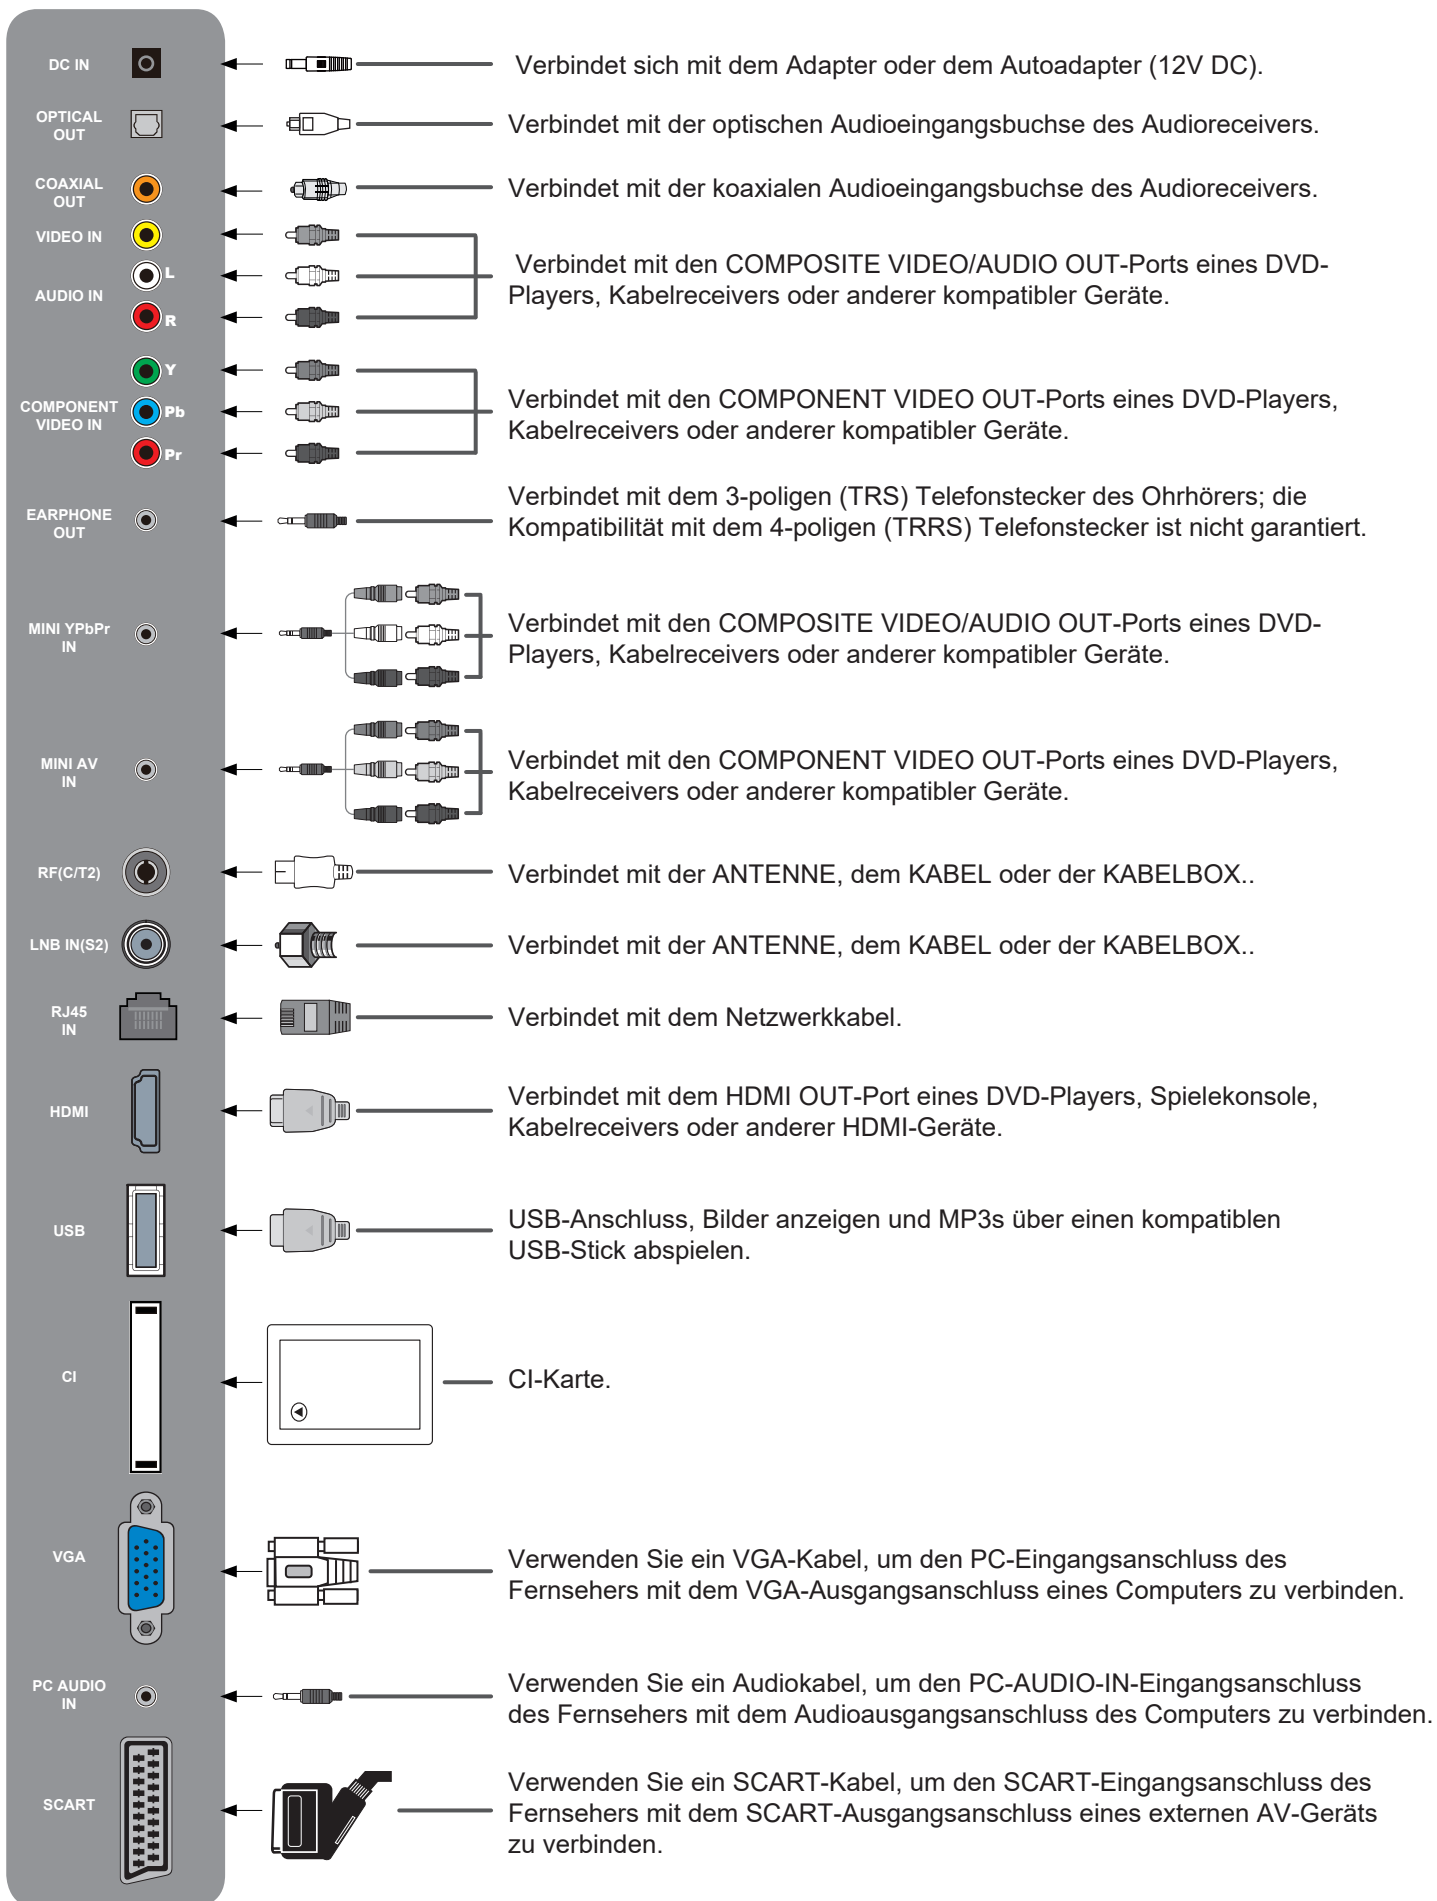 DC IN
Verbindet sich mit dem Adapter oder dem Autoadapter (12V DC).
OPTICAL
OUT
Verbindet mit der optischen Audioeingangsbuchse des Audioreceivers.
COAXIAL
OUT
Verbindet mit der koaxialen Audioeingangsbuchse des Audioreceivers.
VIDEO IN
L
AUDIO IN
R
Verbindet mit den COMPOSITE VIDEO/AUDIO OUT-Ports eines DVD-
Players, Kabelreceivers oder anderer kompatibler Geräte.
Y
COMPONENT
VIDEO IN
Pb
Pr
Verbindet mit den COMPONENT VIDEO OUT-Ports eines DVD-Players,
Kabelreceivers oder anderer kompatibler Geräte.
EARPHONE
OUT
Verbindet mit dem 3-poligen (TRS) Telefonstecker des Ohrhörers; die
Kompatibilität mit dem 4-poligen (TRRS) Telefonstecker ist nicht garantiert.
MINI YPbPr
IN
Verbindet mit den COMPOSITE VIDEO/AUDIO OUT-Ports eines DVD-
Players, Kabelreceivers oder anderer kompatibler Geräte.
MINI AV
IN
Verbindet mit den COMPONENT VIDEO OUT-Ports eines DVD-Players,
Kabelreceivers oder anderer kompatibler Geräte.
RF(C/T2)
Verbindet mit der ANTENNE, dem KABEL oder der KABELBOX..
LNB IN(S2)
Verbindet mit der ANTENNE, dem KABEL oder der KABELBOX..
RJ45
IN
Verbindet mit dem Netzwerkkabel.
HDMI
Verbindet mit dem HDMI OUT-Port eines DVD-Players, Spielekonsole,
Kabelreceivers oder anderer HDMI-Geräte.
USB
USB-Anschluss, Bilder anzeigen und MP3s über einen kompatiblen
USB-Stick abspielen.
CI
CI-Karte.
VGA
Verwenden Sie ein VGA-Kabel, um den PC-Eingangsanschluss des
Fernsehers mit dem VGA-Ausgangsanschluss eines Computers zu verbinden.
PC AUDIO
IN
Verwenden Sie ein Audiokabel, um den PC-AUDIO-IN-Eingangsanschluss
des Fernsehers mit dem Audioausgangsanschluss des Computers zu verbinden.
SCART
Verwenden Sie ein SCART-Kabel, um den SCART-Eingangsanschluss des
Fernsehers mit dem SCART-Ausgangsanschluss eines externen AV-Geräts
zu verbinden.